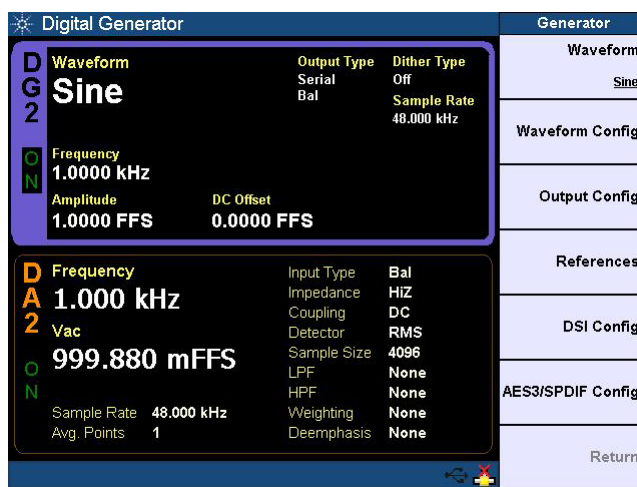 Digital Generator
DG2
ON
Waveform
Sine
Output Type
Serial
Bal
Dither Type
Off
Sample Rate
48.000 kHz
Frequency
1.0000 kHz
Amplitude
1.0000 FFS
DC Offset
0.0000 FFS
DA2
ON
Frequency
1.000 kHz
Vac
999.880 mFFS
Sample Rate 48.000 kHz
Avg. Points 1
Input Type Bal
Impedance HiZ
Coupling DC
Detector RMS
Sample Size 4096
LPF None
HPF None
Weighting None
Deemphasis None
Generator
Waveform
Sine
Waveform Config
Output Config
References
DSI Config
AES3/SPDIF Config
Return